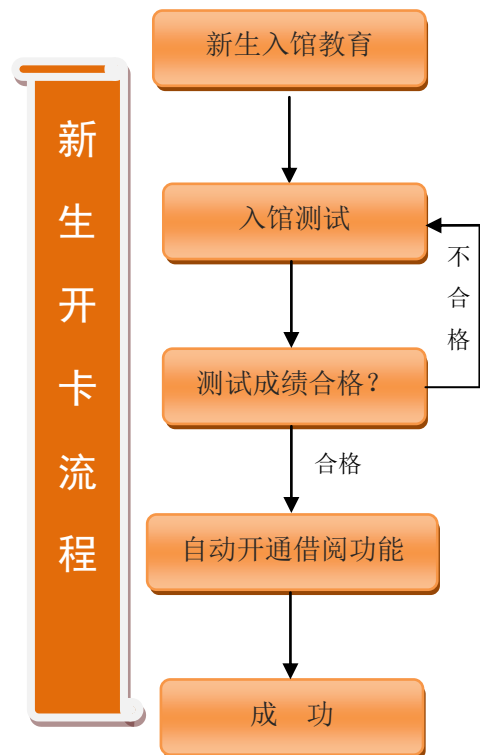 新生开卡流程
新生入馆教育
入馆测试
不合格
测试成绩合格？
合格
自动开通借阅功能
成 功